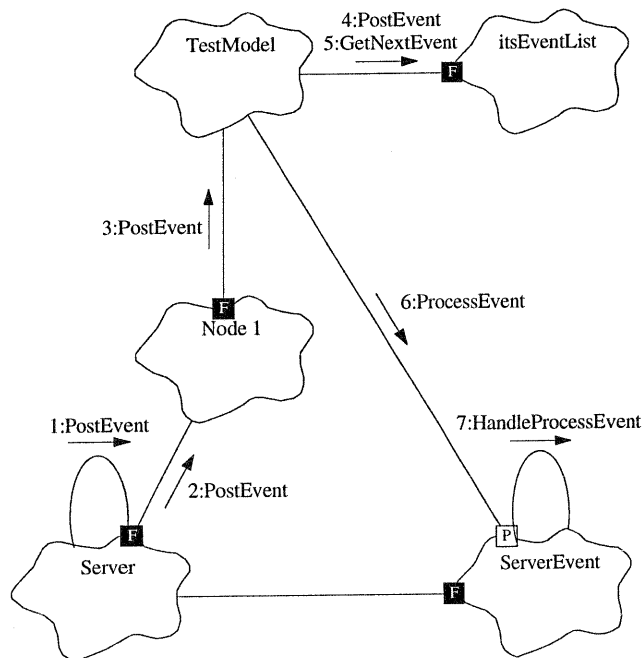 4:PostEvent
TestModel
5:GetNextEvent
itsEventList
F
3:PostEvent
F
Node 1
6:ProcessEvent
1:PostEvent
7:HandleProcessEvent
2:PostEvent
F
P
Server
ServerEvent
F